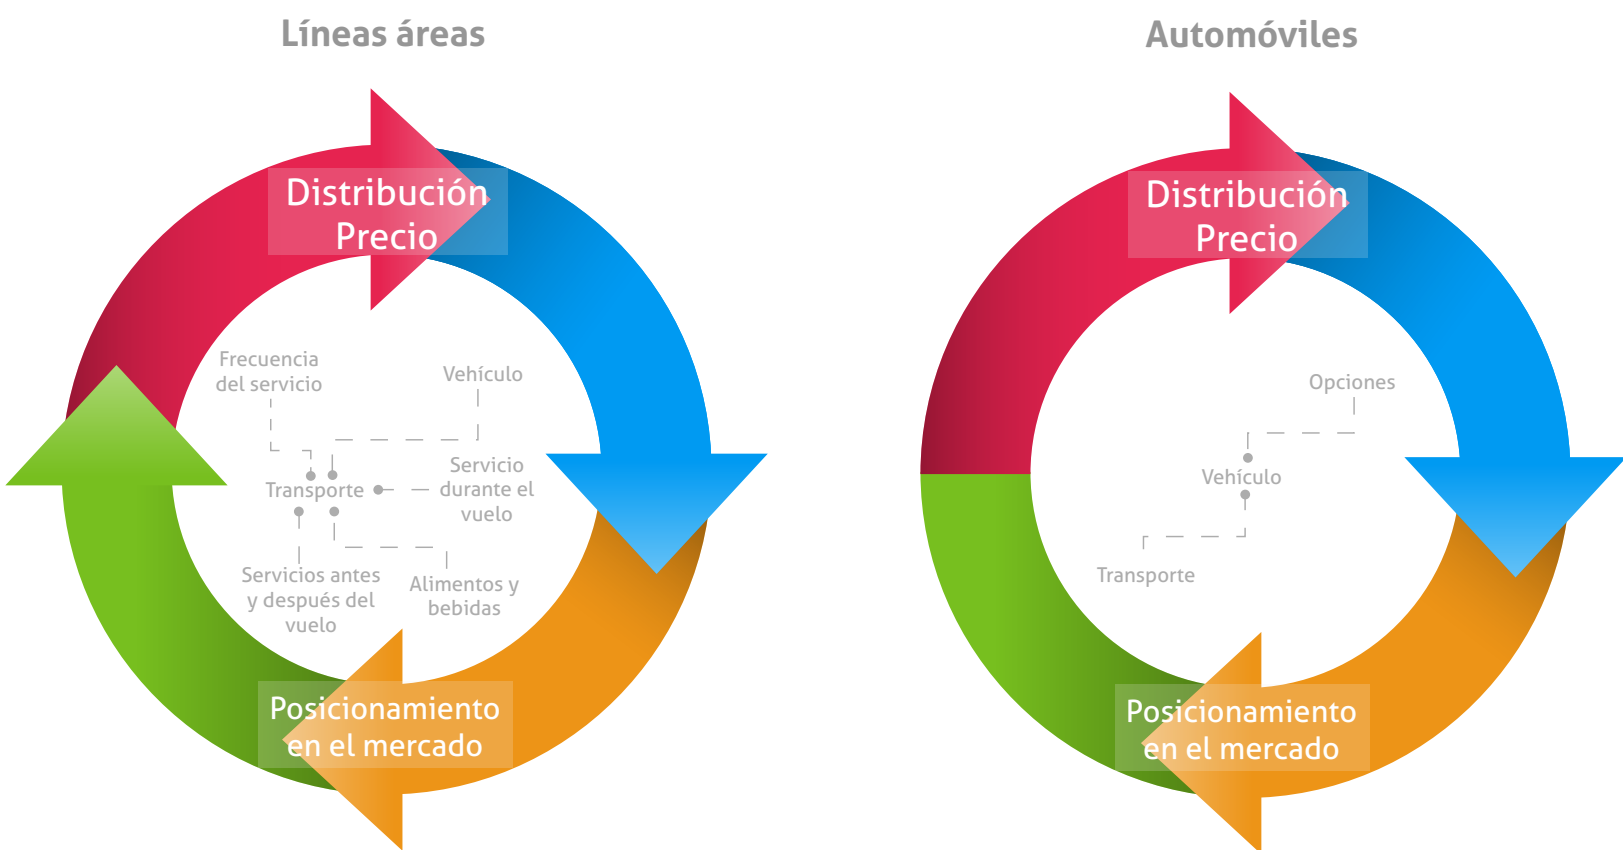 Líneas áreas
Distribución
Precio
Frecuencia
del servicio
Vehículo
Transporte
Servicio
durante el
vuelo
Servicios antes
y después del
vuelo
Alimentos y
bebidas
Posicionamiento
en el mercado
Automóviles
Distribución
Precio
Opciones
Vehículo
Transporte
Posicionamiento
en el mercado